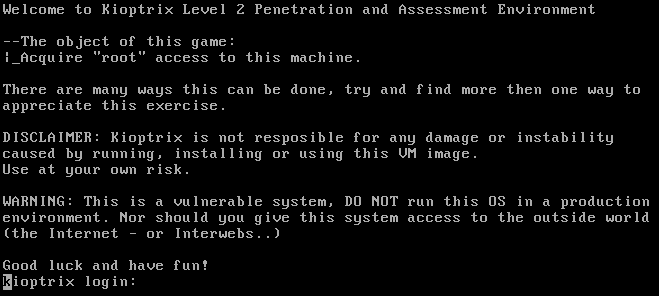 Welcome to Kioptrix Level 2 Penetration and Assessment Environment
--The object of this game:
|_Acquire "root" access to this machine.
There are many ways this can be done, try and find more then one way to
appreciate this exercise.
DISCLAIMER: Kioptrix is not resposible for any damage or instability
caused by running, installing or using this VM image.
Use at your own risk.
WARNING: This is a vulnerable system, DO NOT run this OS in a production
environment. Nor should you give this system access to the outside world
(the Internet - or Interwebs..)
Good luck and have fun!
kioptrix login: